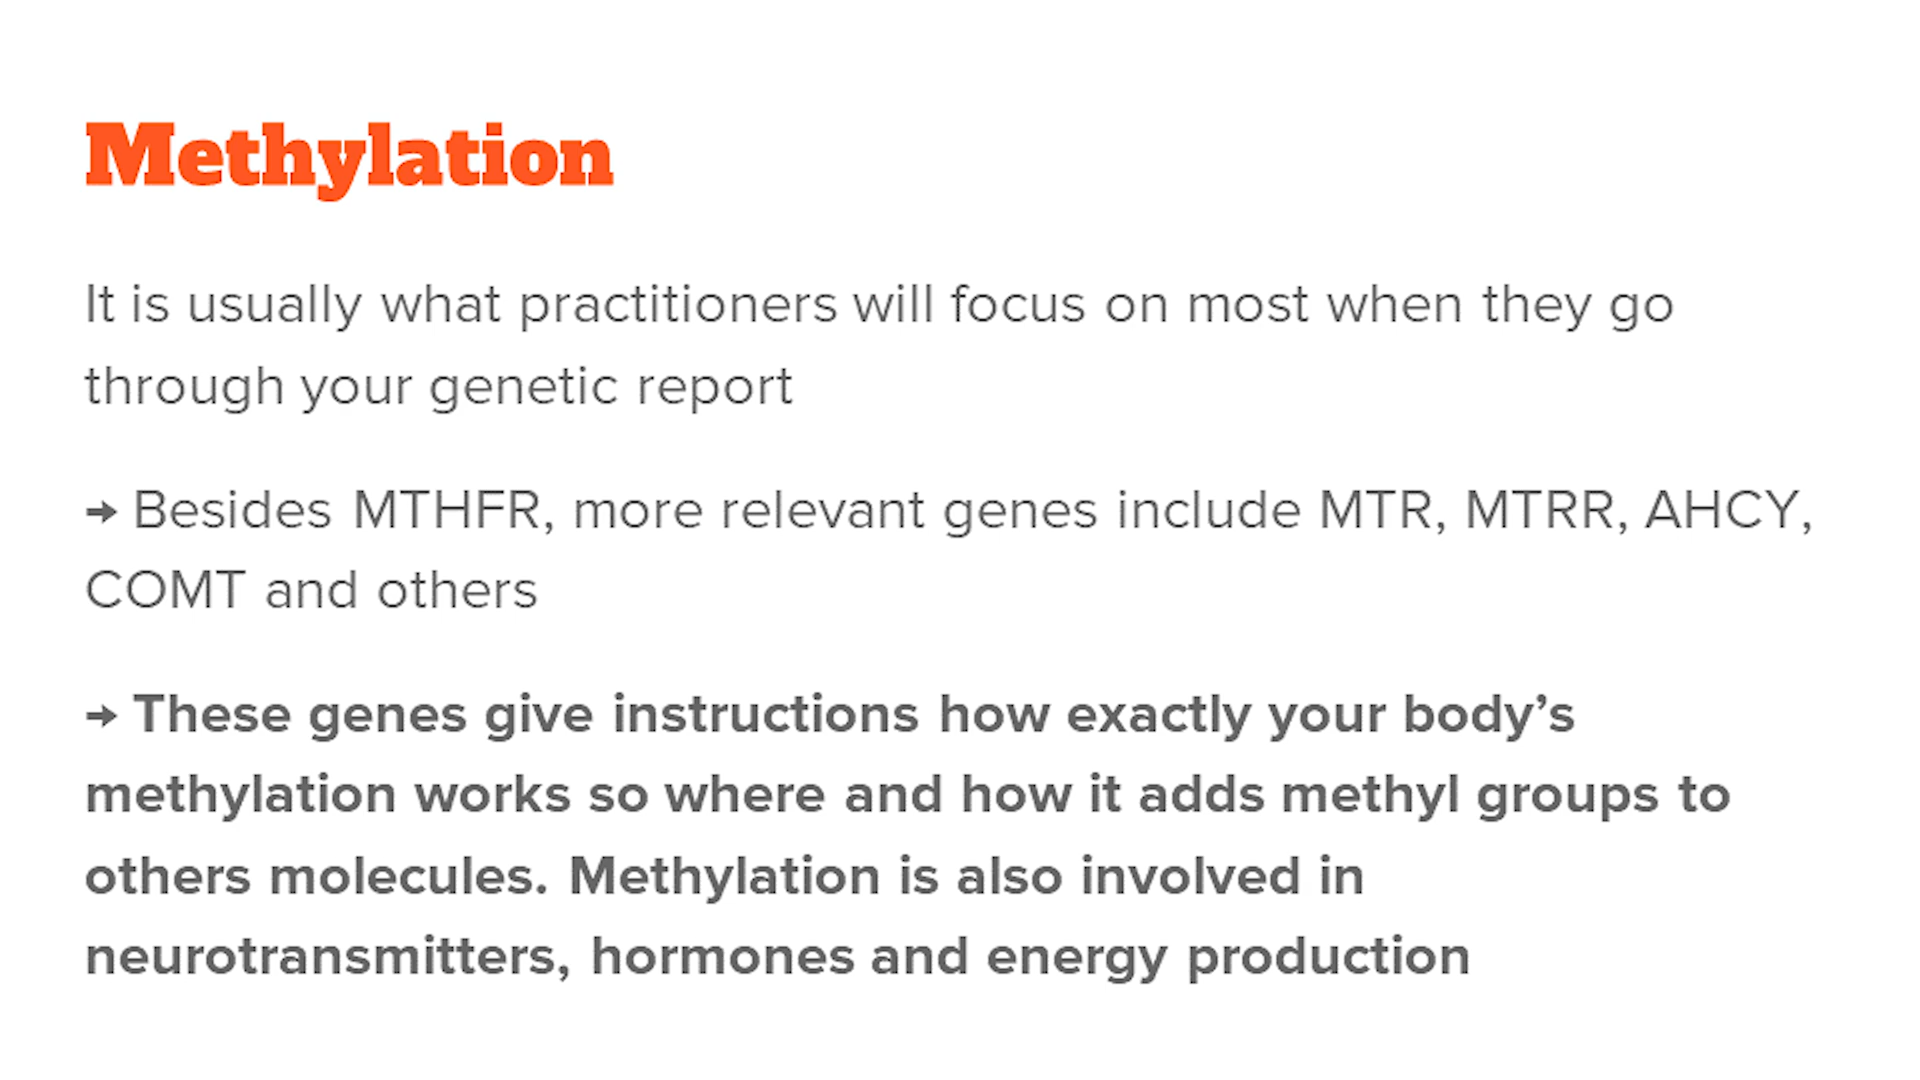 Methylation
It is usually what practitioners will focus on most when they go
through your genetic report
→ Besides MTHFR, more relevant genes include MTR, MTRR, AHCY,
COMT and others
→ These genes give instructions how exactly your body’s
methylation works so where and how it adds methyl groups to
others molecules. Methylation is also involved in
neurotransmitters, hormones and energy production